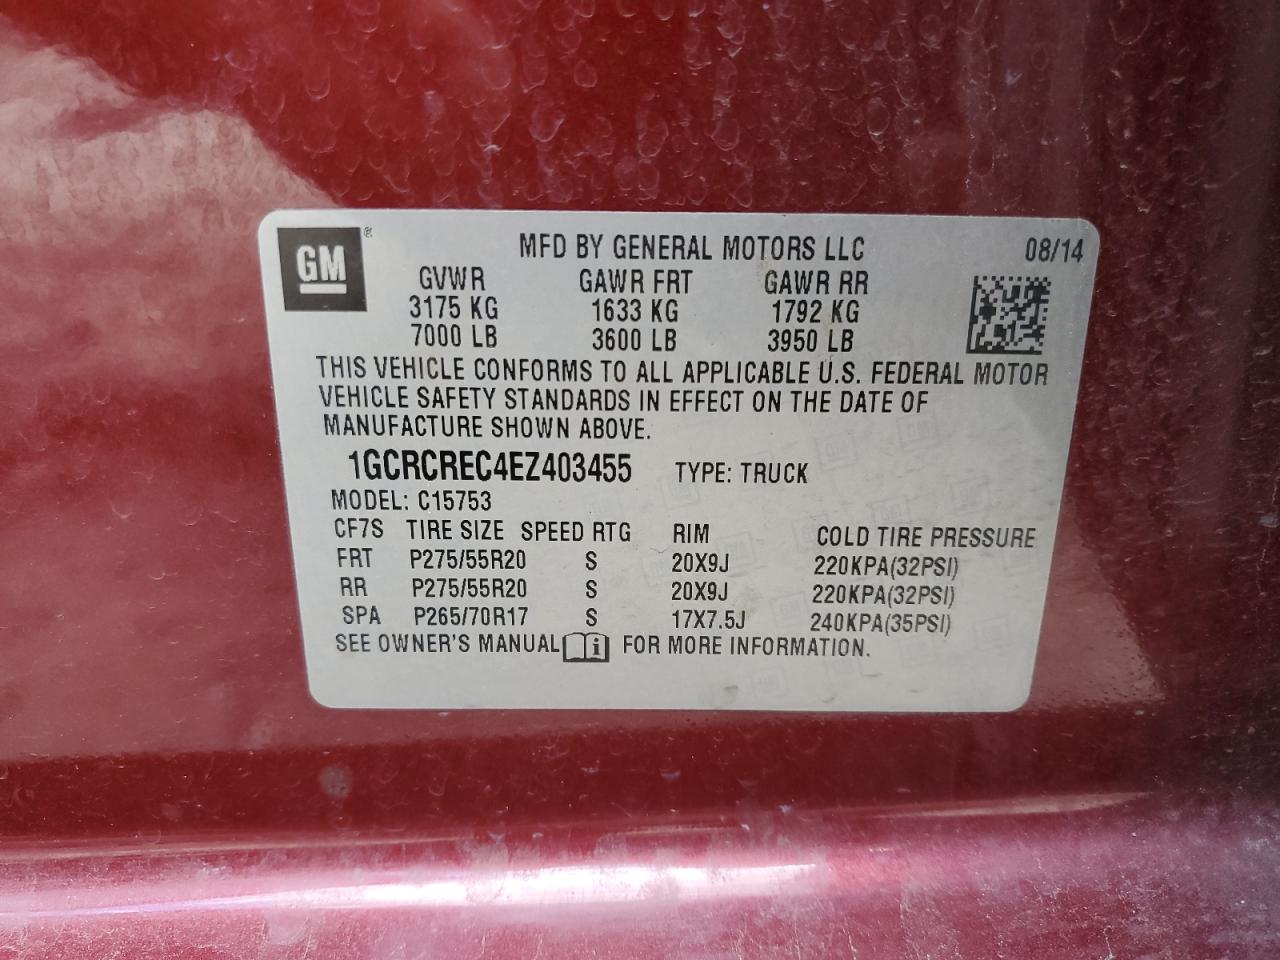 GM ® MFD BY GENERAL MOTORS LLC 08/14
GVWR GAWR FRT GAWR RR
3175 KG 1633 KG 1792 KG
7000 LB 3600 LB 3950 LB
THIS VEHICLE CONFORMS TO ALL APPLICABLE U.S. FEDERAL MOTOR
VEHICLE SAFETY STANDARDS IN EFFECT ON THE DATE OF
MANUFACTURE SHOWN ABOVE.
1GCRCREC4EZ403455 TYPE: TRUCK
MODEL: C15753
CF7S TIRE SIZE SPEED RTG RIM COLD TIRE PRESSURE
FRT P275/55R20 S 20X9J 220KPA(32PSI)
RR P275/55R20 S 20X9J 220KPA(32PSI)
SPA P265/70R17 S 17X7.5J 240KPA(35PSI)
SEE OWNER'S MANUAL i FOR MORE INFORMATION.